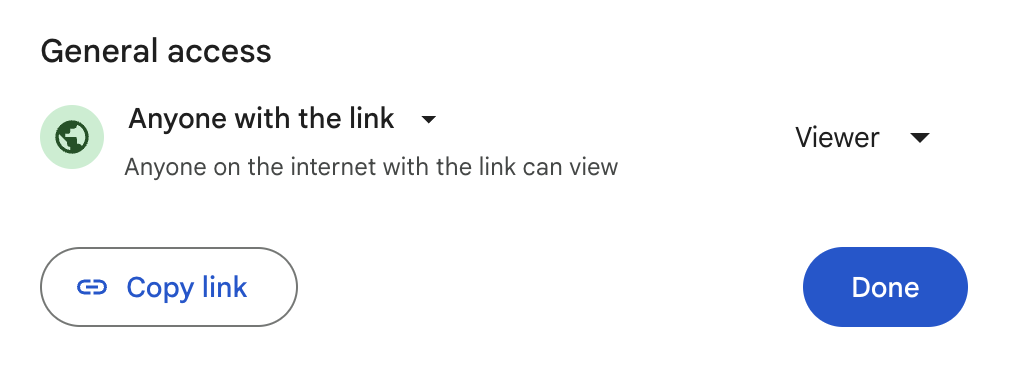 General access
Anyone with the link
Viewer
Anyone on the internet with the link can view
Copy link
Done